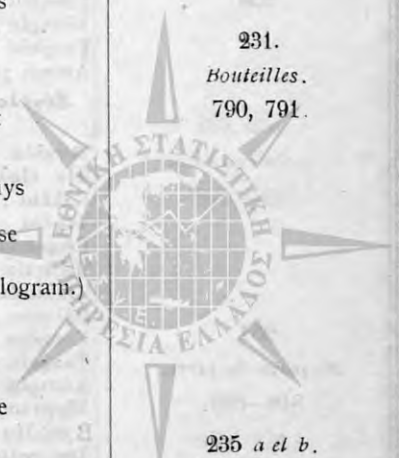 s
231.
Bouteilles.
790, 791.
ys
se
logram.)
e
235 a et b.
ΕΘΝΙΚΗ ΣΤΑΤΙΣΤΙΚΗ
ΥΠΗΡΕΣΙΑ ΕΛΛΑΔΟΣ